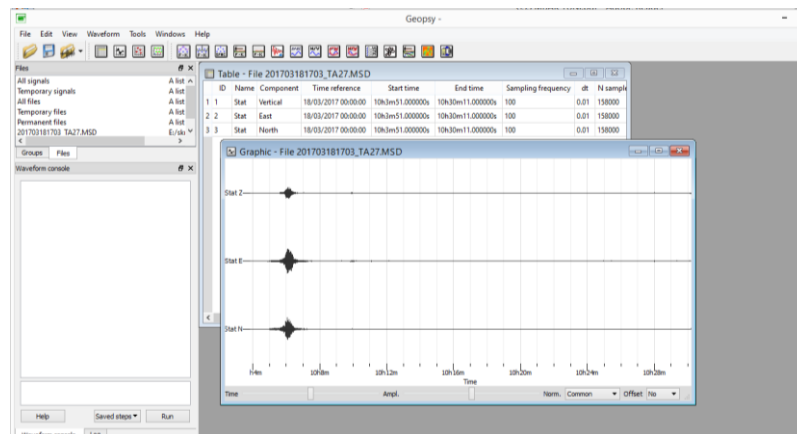 Geopsy -
File Edit View Waveform Tools Windows Help
Files
All signals A list
Temporary signals A list
All files A list
Temporary files A list
Permanent files A list
201703181703_TA27.MSD
Groups Files
Waveform console
Help Saved steps Run
Table - File 201703181703_TA27.MSD
ID Name Component Time reference Start time End time Sampling frequency dt N sample
1 1 Stat Vertical 18/03/2017 00:00:00 10h3m51.000000s 10h30m11.000000s 100 0.01 158000
2 2 Stat East 18/03/2017 00:00:00 10h3m51.000000s 10h30m11.000000s 100 0.01 158000
3 3 Stat North 18/03/2017 00:00:00 10h3m51.000000s 10h30m11.000000s 100 0.01 158000
Graphic - File 201703181703_TA27.MSD
Stat Z
Stat E
Stat N
10h8m 10h12m 10h16m 10h20m 10h24m 10h28m
Time
Time Ampl. Norm. Common Offset No